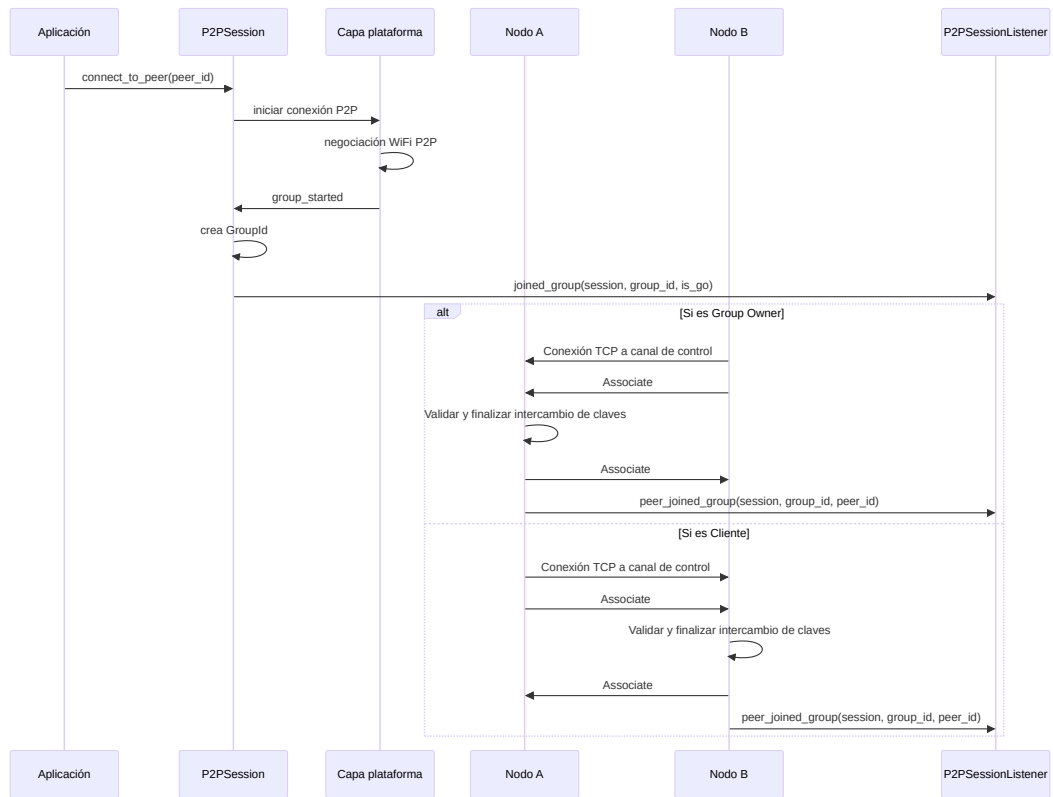 Aplicación
P2PSession
Capa plataforma
Nodo A
Nodo B
P2PSessionListener
connect_to_peer(peer_id)
iniciar conexión P2P
negociación WiFi P2P
group_started
crea GroupId
joined_group(session, group_id, is_go)
alt
[Si es Group Owner]
Conexión TCP a canal de control
Associate
Validar y finalizar intercambio de claves
Associate
peer_joined_group(session, group_id, peer_id)
[Si es Cliente]
Conexión TCP a canal de control
Associate
Validar y finalizar intercambio de claves
Associate
peer_joined_group(session, group_id, peer_id)
Aplicación
P2PSession
Capa plataforma
Nodo A
Nodo B
P2PSessionListener